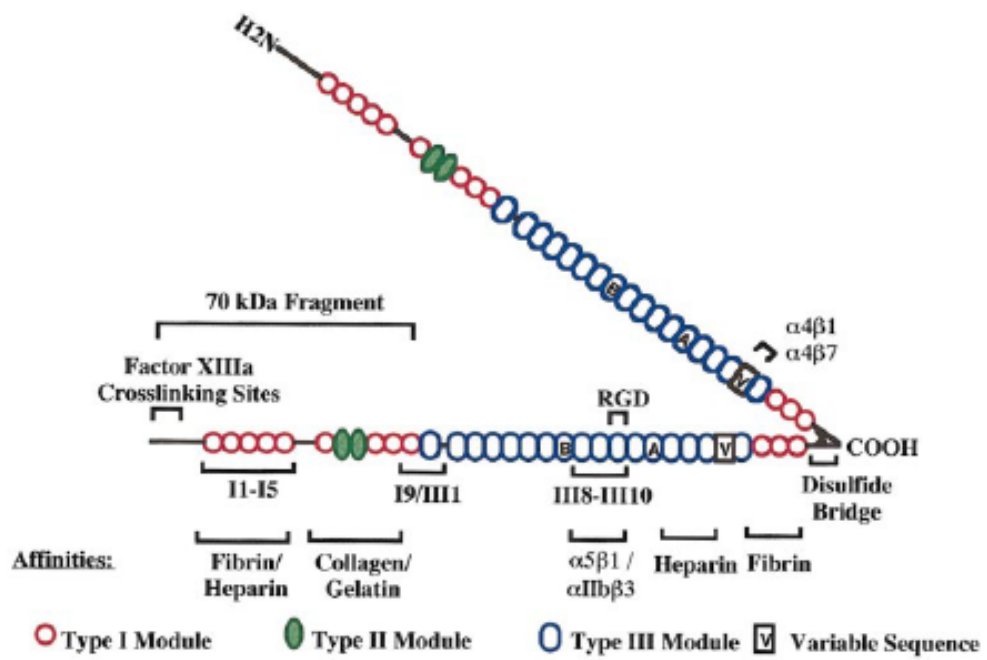 H2N
70 kDa Fragment
Factor XIIIa
Crosslinking Sites
α4β1
α4β7
RGD
B
A
V
B
A
V
COOH
I1-I5
I9/III1
III8-III10
Disulfide
Bridge
Affinities:
Fibrin/
Heparin
Collagen/
Gelatin
α5β1 /
αIIbβ3
Heparin
Fibrin
Type I Module
Type II Module
Type III Module
V
Variable Sequence